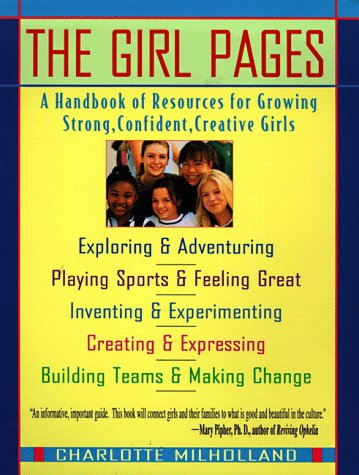 THE GIRL PAGES
A Handbook of Resources for Growing
Strong,Confident,Creative Girls
Exploring & Adventuring
Playing Sports & Feeling Great
Inventing & Experimenting
Creating & Expressing
Building Teams & Making Change
"An informative, important guide. This book will connect girls and their families to what is good and beautiful in the culture."
—Mary Pipher, Ph. D., author of Reviving Ophelia
CHARLOTTE MILHOLLAND